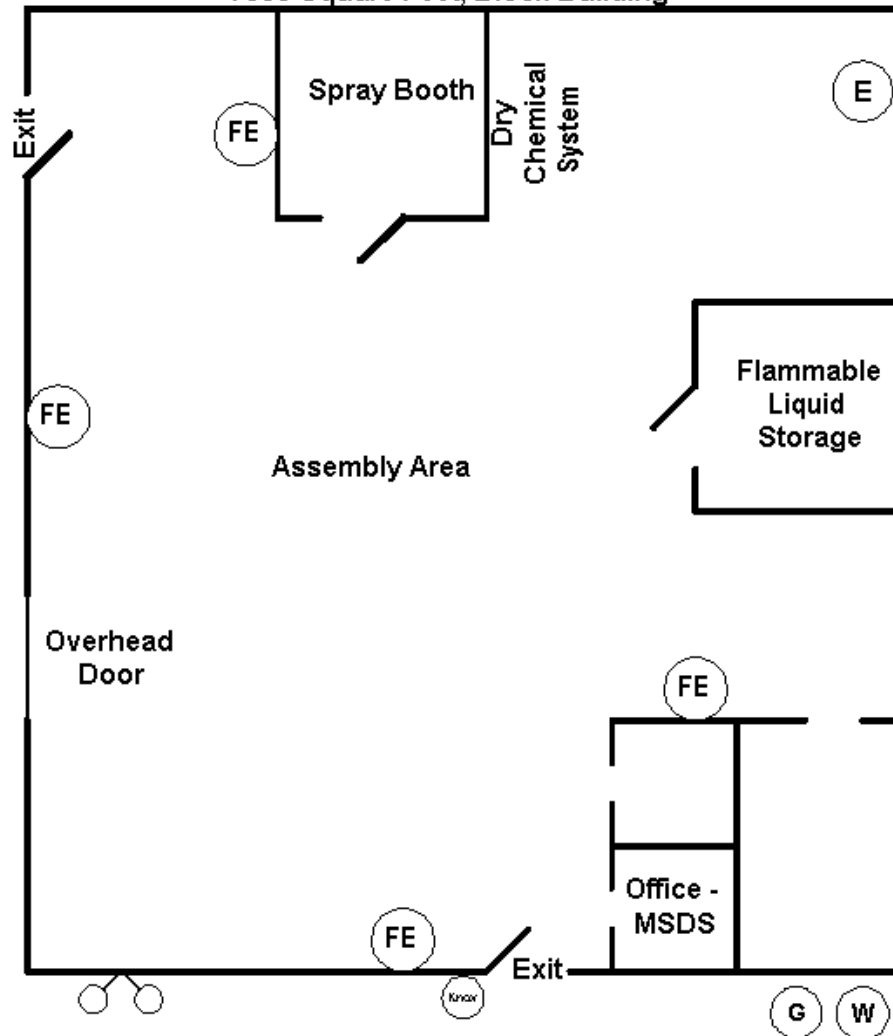 Exit
FE
Spray Booth
Dry
Chemical
System
E
Flammable
Liquid
Storage
FE
Assembly Area
Overhead
Door
FE
Office -
MSDS
FE
Exit
Knox
G
W